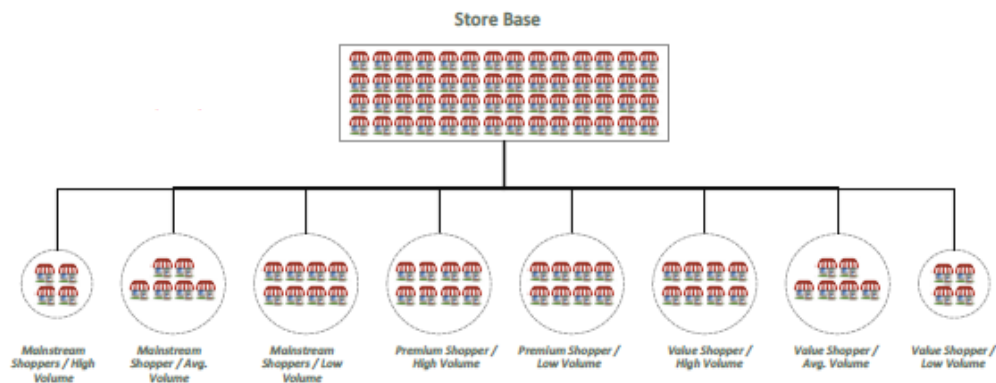 Store Base
Mainstream
Shoppers / High
Volume
Mainstream
Shopper / Avg.
Volume
Mainstream
Shoppers / Low
Volume
Premium Shopper /
High Volume
Premium Shopper /
Low Volume
Value Shopper /
High Volume
Value Shopper /
Avg. Volume
Value Shopper /
Low Volume